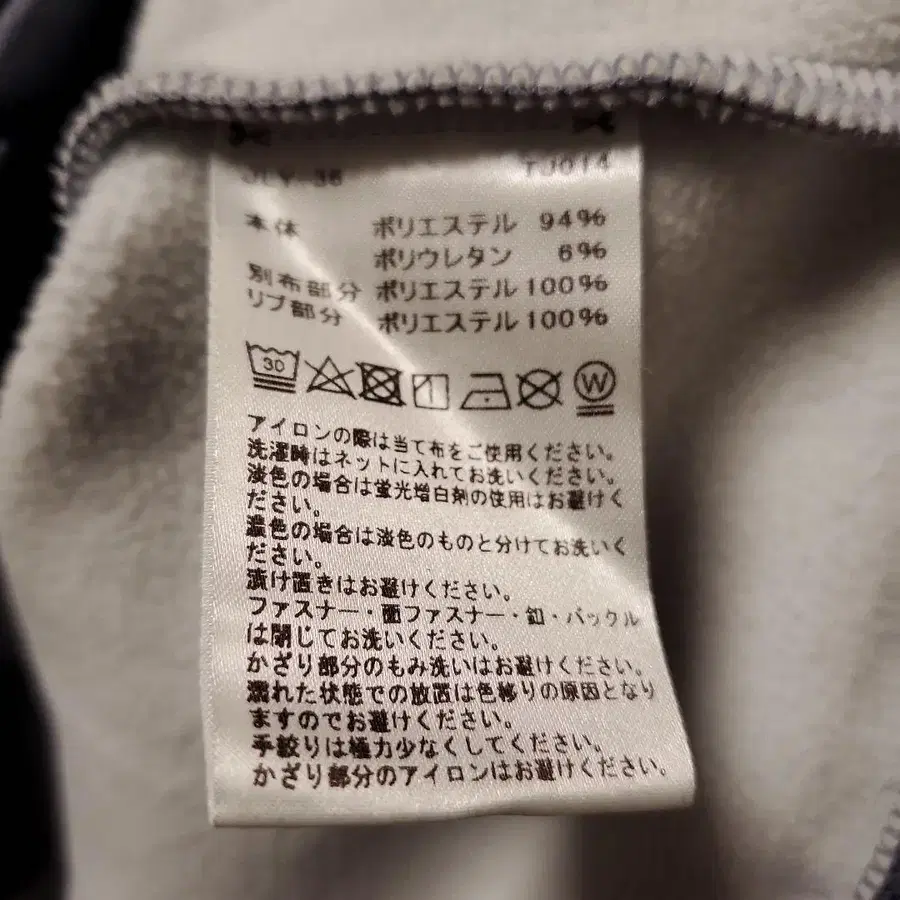 TJ014
本体 ポリエステル 94%
ポリウレタン 6%
別布部分 ポリエステル 100%
リブ部分 ポリエステル 100%
30 W
アイロンの際は当て布をご使用ください。
洗濯時はネットに入れてお洗いください。
淡色の場合は蛍光増白剤の使用はお避けく
ださい。
濃色の場合は淡色のものと分けてお洗いく
ださい。
漬け置きはお避けください。
ファスナー・面ファスナー・釦・バックル
は閉じてお洗いください。
かざり部分のもみ洗いはお避けください。
濡れた状態での放置は色移りの原因となり
ますのでお避けください。
手絞りは極力少なくしてください。
かざり部分のアイロンはお避けください。